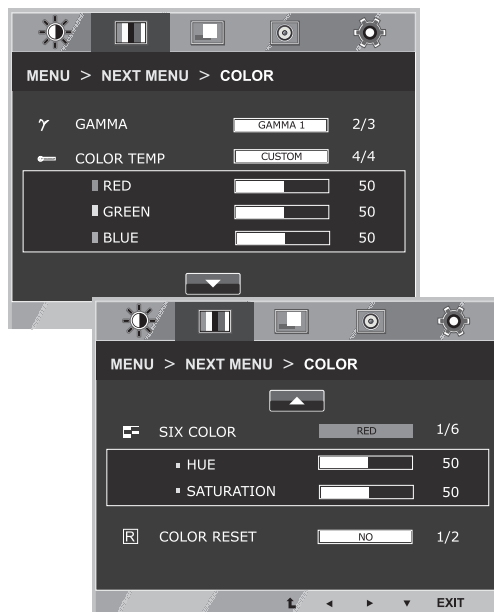 MENU > NEXT MENU > COLOR
γ GAMMA GAMMA 1 2/3
COLOR TEMP CUSTOM 4/4
RED 50
GREEN 50
BLUE 50
MENU > NEXT MENU > COLOR
SIX COLOR RED 1/6
HUE 50
SATURATION 50
R COLOR RESET NO 1/2
EXIT